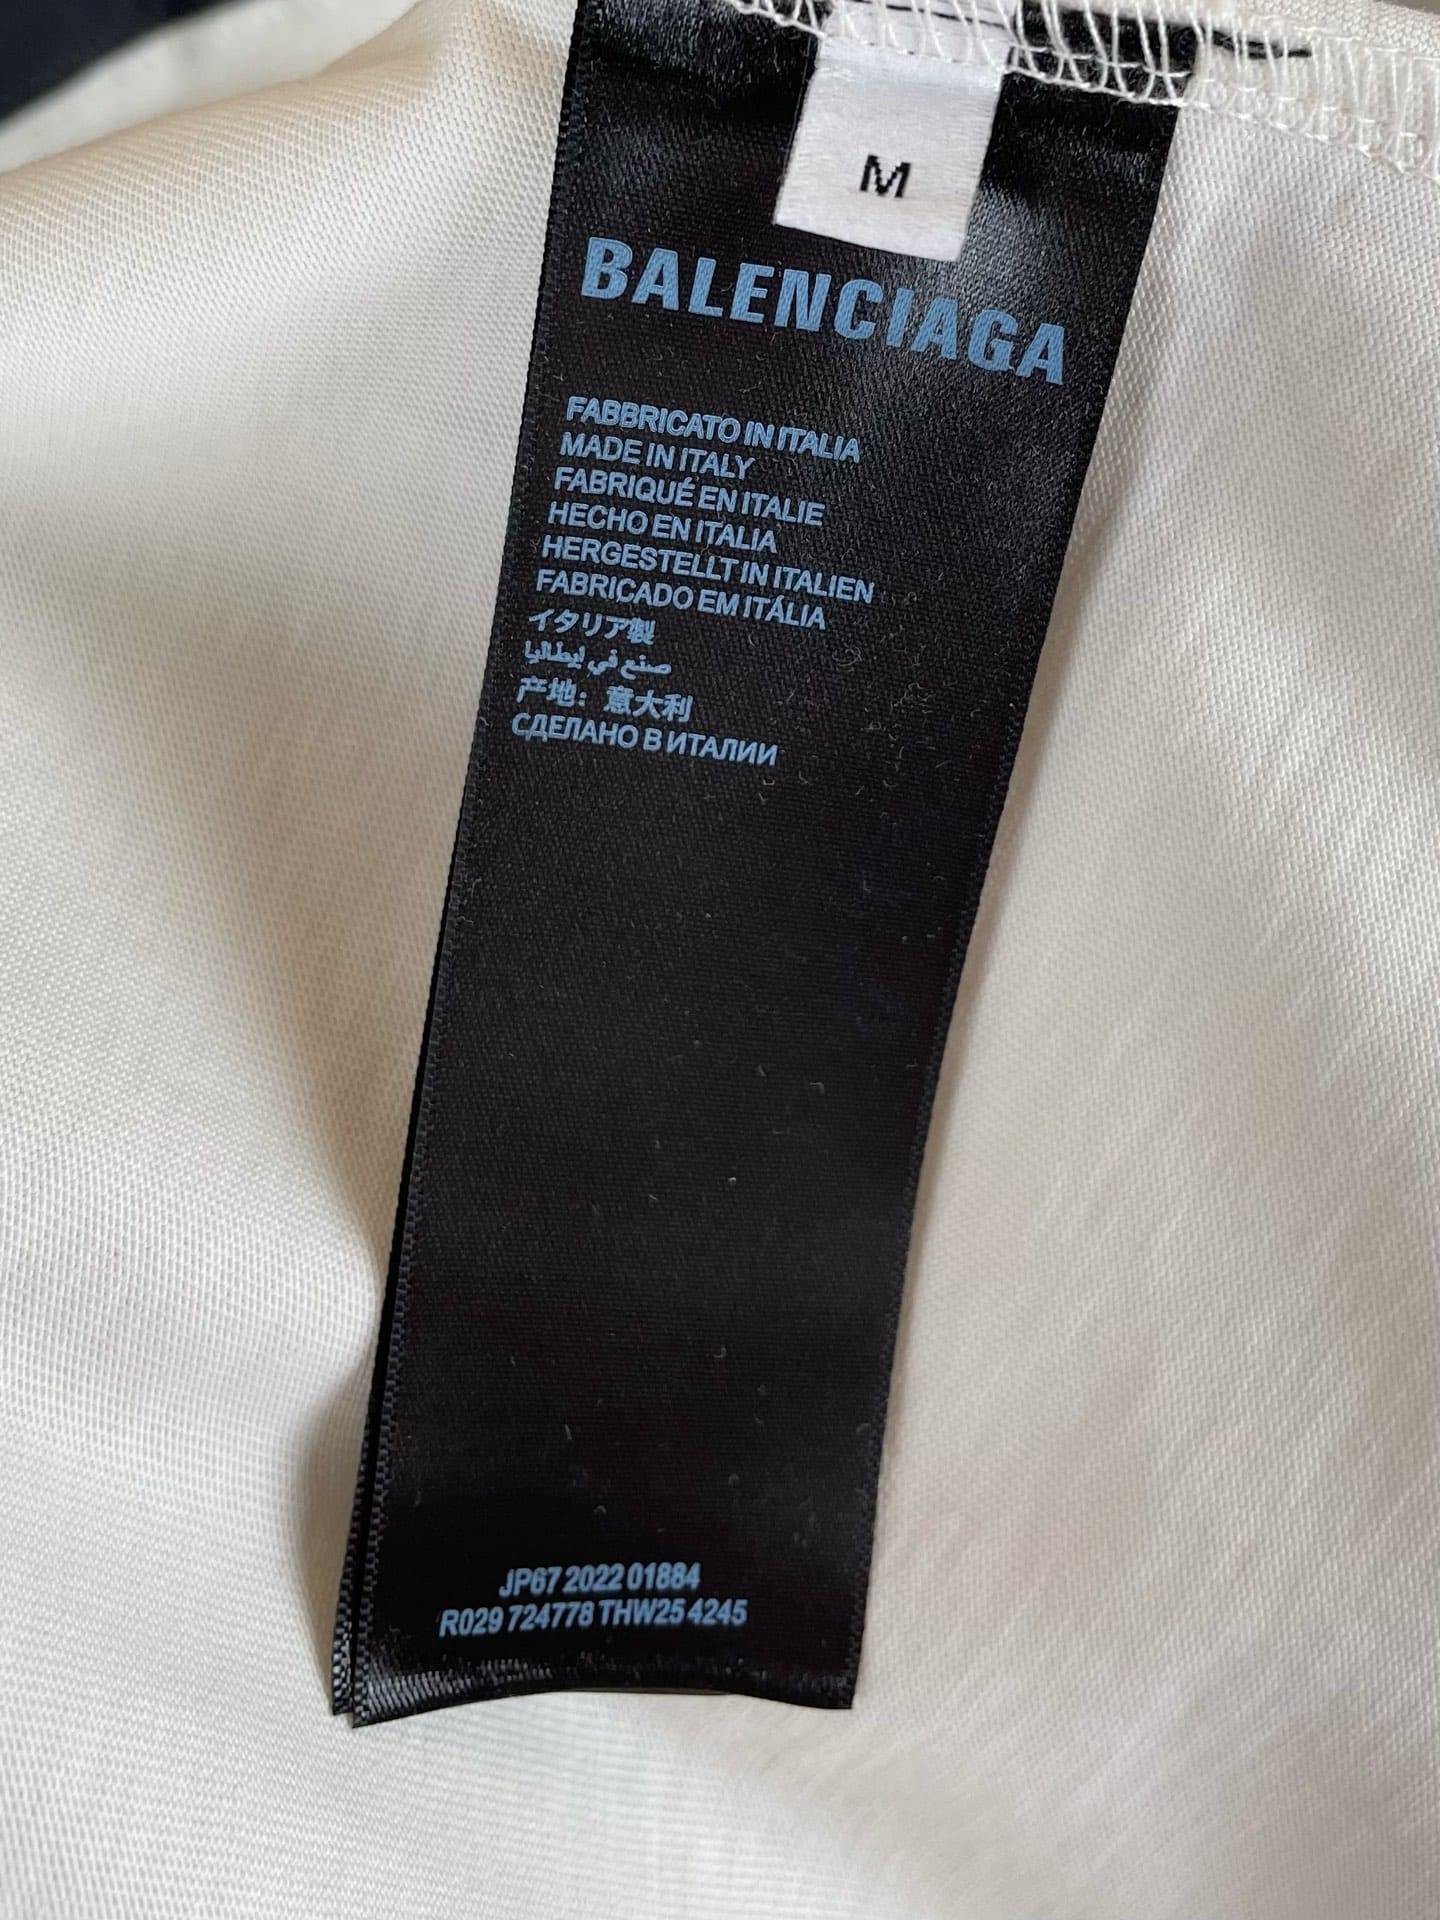 M
BALENCIAGA
FABBRICATO IN ITALIA
MADE IN ITALY
FABRIQUÉ EN ITALIE
HECHO EN ITALIA
HERGESTELLT IN ITALIEN
FABRICADO EM ITÁLIA
イタリア製
صنع في ليطاليا
产地: 意大利
СДЕЛАНО В ИТАЛИИ
JP67 2022 01884
R029 724778 THW25 4245